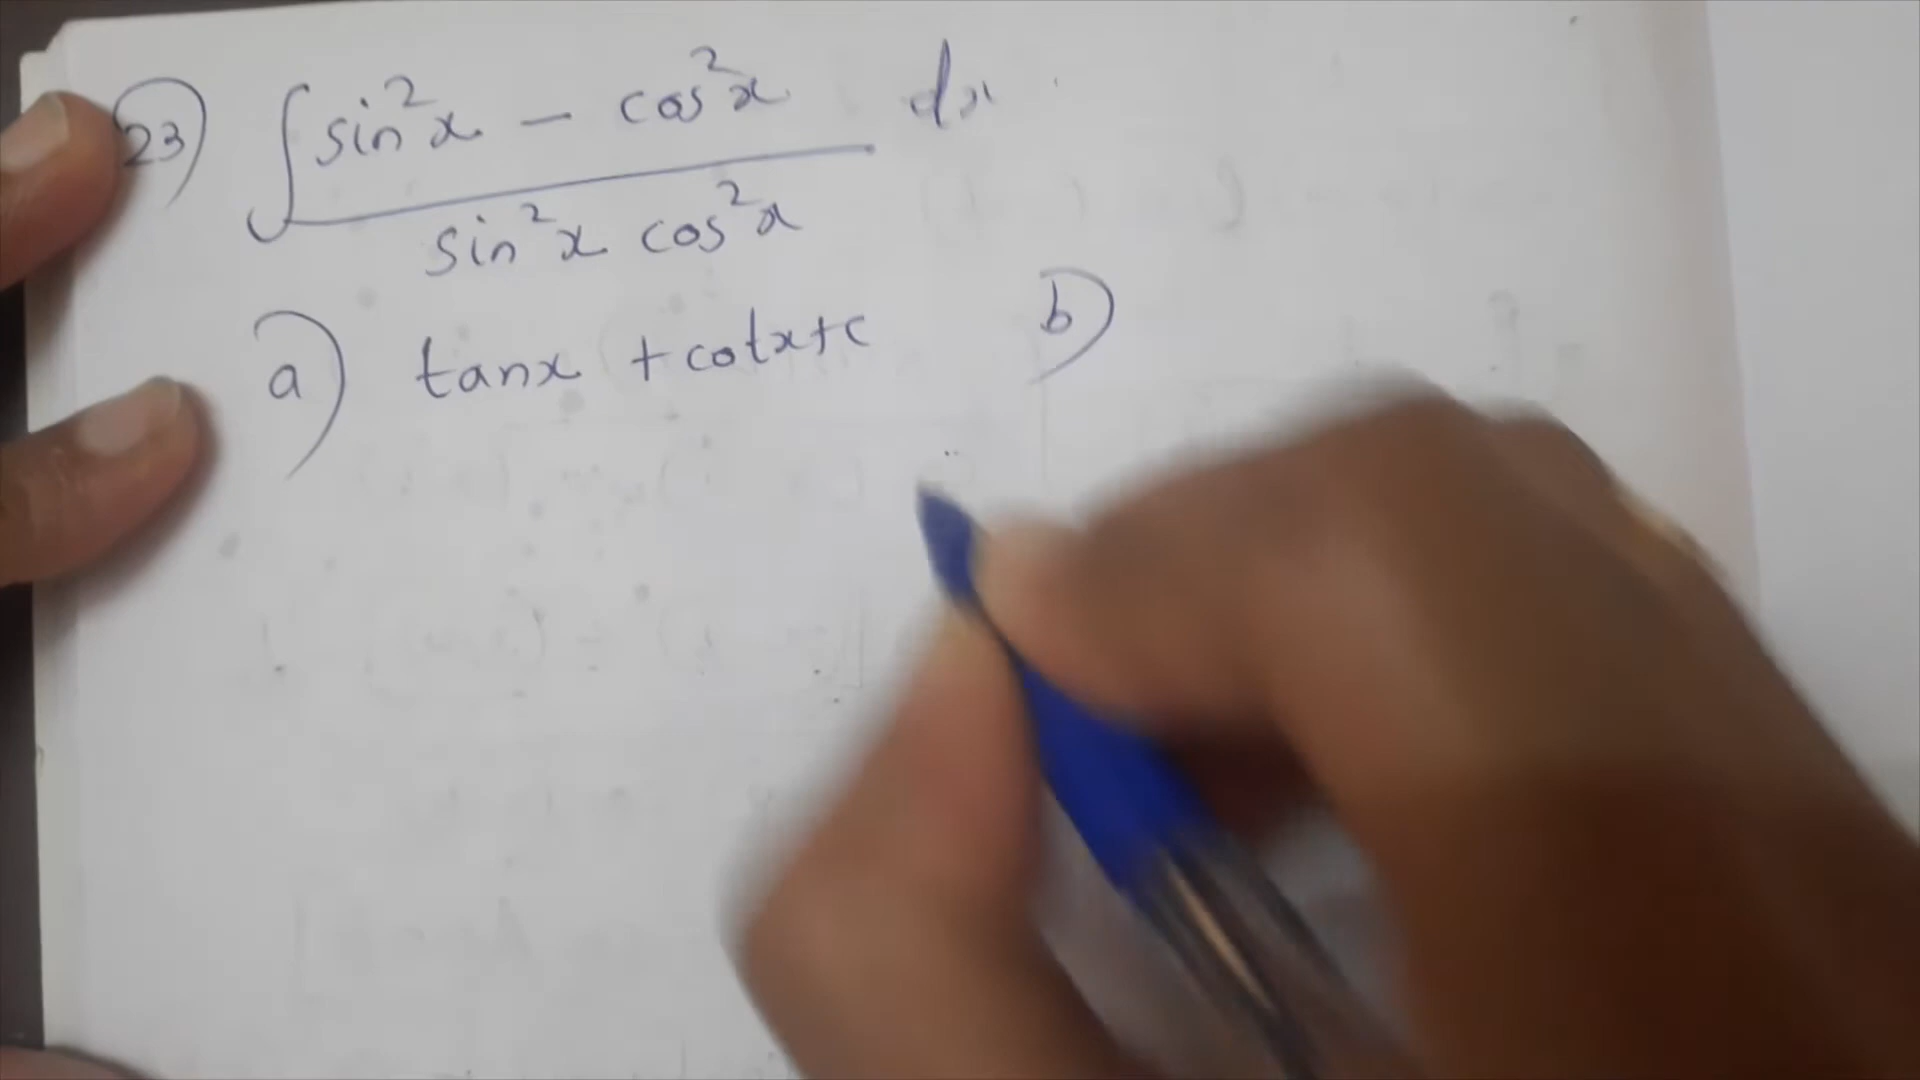 23) ∫ sin²x - cos²x dx
sin²x cos²x
a) tanx + cotx + c b)